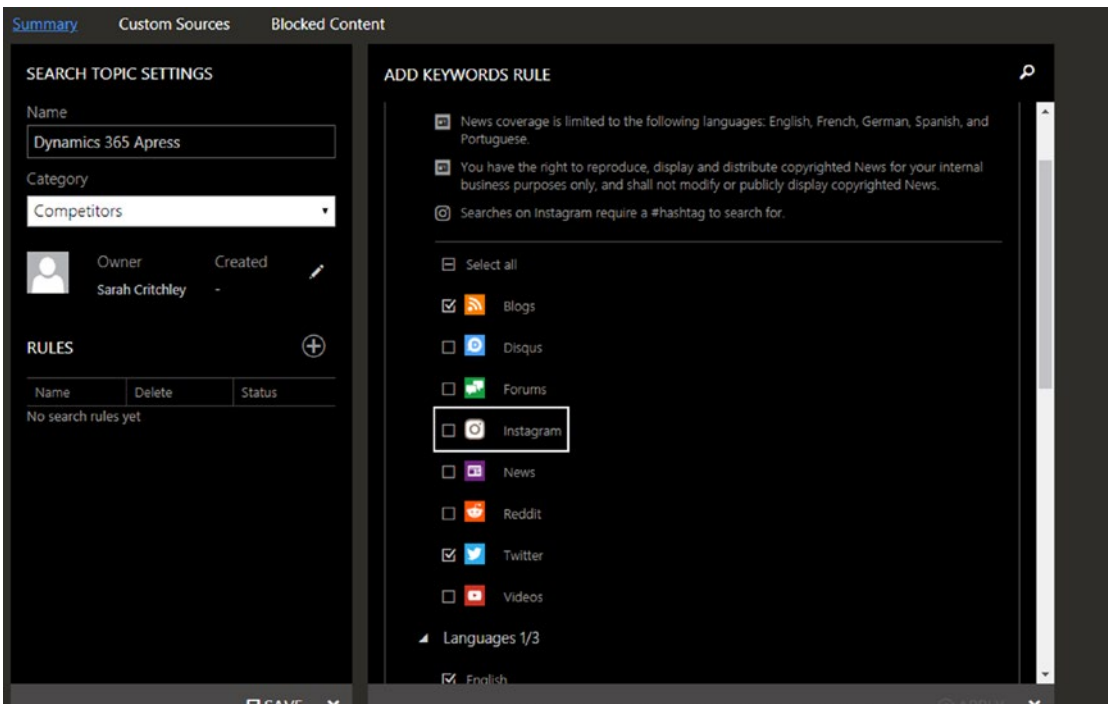 Summary Custom Sources Blocked Content
SEARCH TOPIC SETTINGS
Name
Dynamics 365 Apress
Category
Competitors
Owner Created
Sarah Critchley -
RULES
Name Delete Status
No search rules yet
SAVE
ADD KEYWORDS RULE
News coverage is limited to the following languages: English, French, German, Spanish, and
Portuguese.
You have the right to reproduce, display and distribute copyrighted News for your internal
business purposes only, and shall not modify or publicly display copyrighted News.
Searches on Instagram require a #hashtag to search for.
Select all
Blogs
Disqus
Forums
Instagram
News
Reddit
Twitter
Videos
Languages 1/3
English